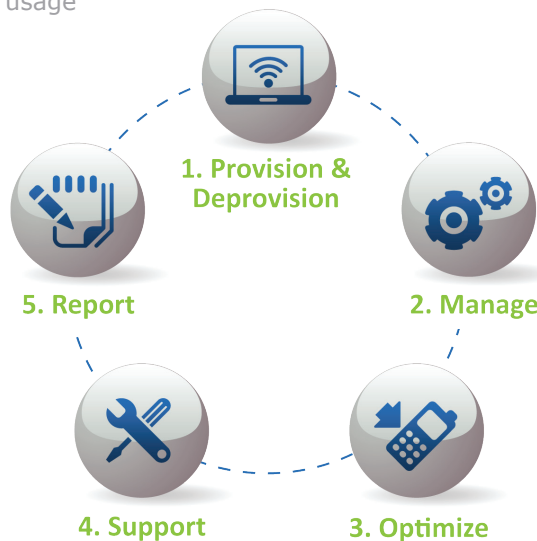 usage
1. Provision &
Deprovision
5. Report
2. Manage
4. Support
3. Optimize